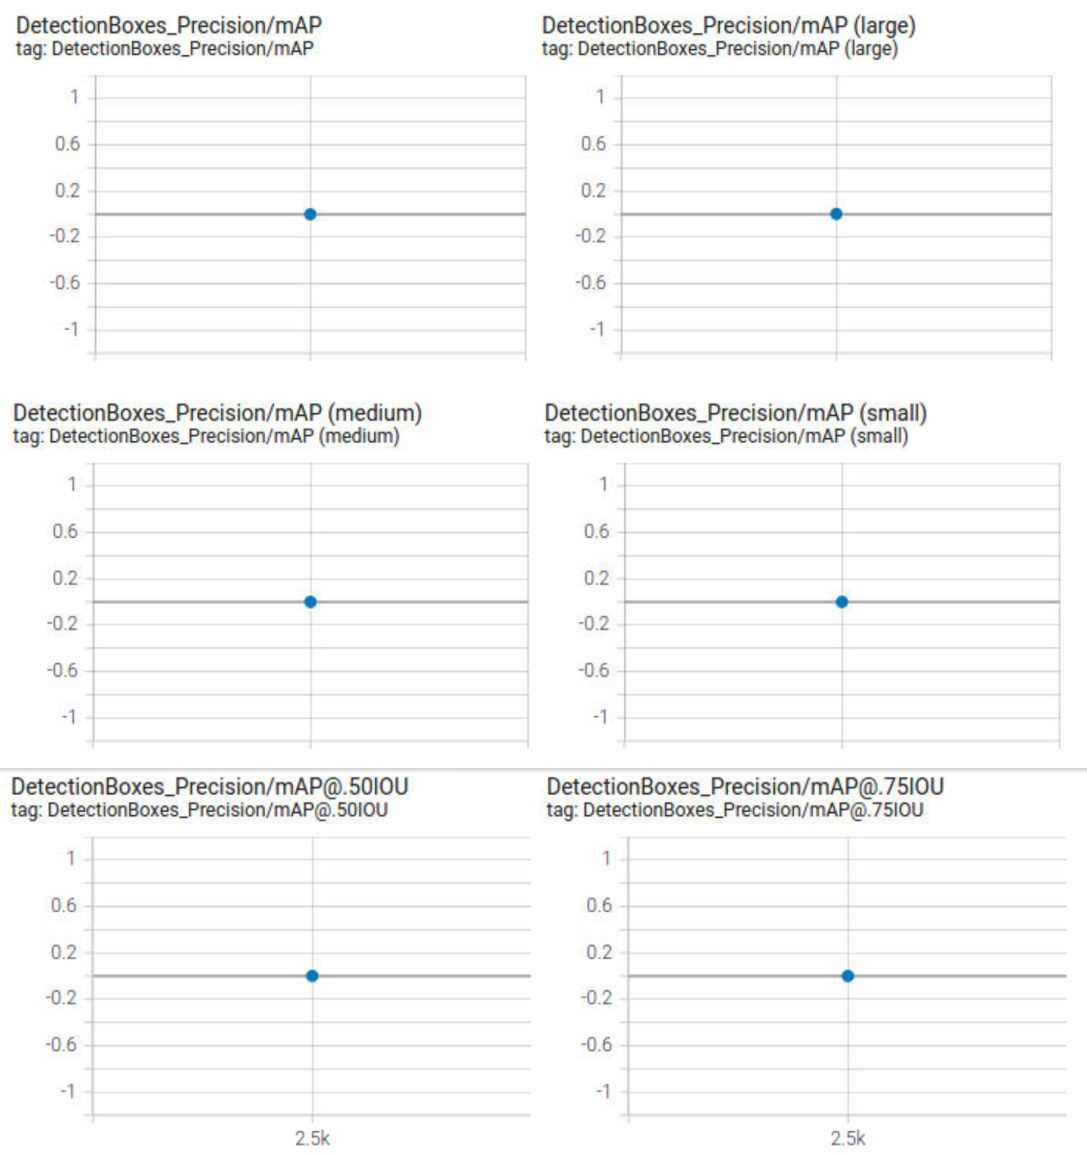 DetectionBoxes_Precision/mAP
tag: DetectionBoxes_Precision/mAP
1
0.6
0.2
-0.2
-0.6
-1
DetectionBoxes_Precision/mAP (large)
tag: DetectionBoxes_Precision/mAP (large)
1
0.6
0.2
-0.2
-0.6
-1
DetectionBoxes_Precision/mAP (medium)
tag: DetectionBoxes_Precision/mAP (medium)
1
0.6
0.2
-0.2
-0.6
-1
DetectionBoxes_Precision/mAP (small)
tag: DetectionBoxes_Precision/mAP (small)
1
0.6
0.2
-0.2
-0.6
-1
DetectionBoxes_Precision/mAP@.50IOU
tag: DetectionBoxes_Precision/mAP@.50IOU
1
0.6
0.2
-0.2
-0.6
-1
2.5k
DetectionBoxes_Precision/mAP@.75IOU
tag: DetectionBoxes_Precision/mAP@.75IOU
1
0.6
0.2
-0.2
-0.6
-1
2.5k